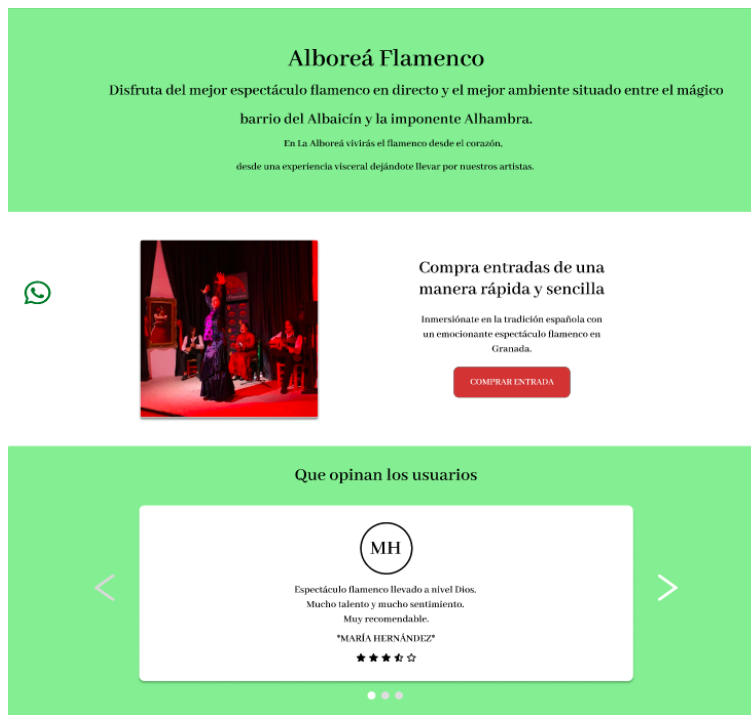 Alboreá Flamenco
Disfruta del mejor espectáculo flamenco en directo y el mejor ambiente situado entre el mágico
barrio del Albaicín y la imponente Alhambra.
En La Alboreá vivirás el flamenco desde el corazón,
desde una experiencia visceral dejándote llevar por nuestros artistas.
Compra entradas de una
manera rápida y sencilla
Inmersiónate en la tradición española con
un emocionante espectáculo flamenco en
Granada.
COMPRAR ENTRADA
Que opinan los usuarios
MH
Espectáculo flamenco llevado a nivel Dios.
Mucho talento y mucho sentimiento.
Muy recomendable.
"MARÍA HERNÁNDEZ"